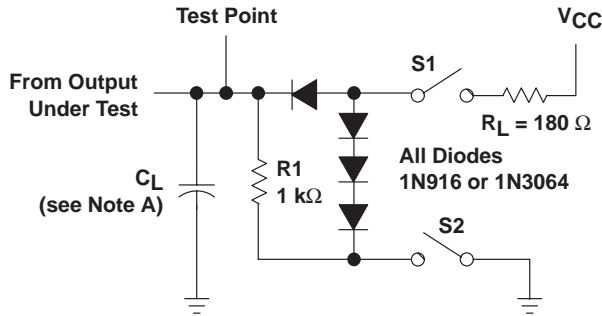 Test Point
VCC
S1
From Output
Under Test
RL = 180 Ω
R1
1 kΩ
All Diodes
1N916 or 1N3064
CL
(see Note A)
S2